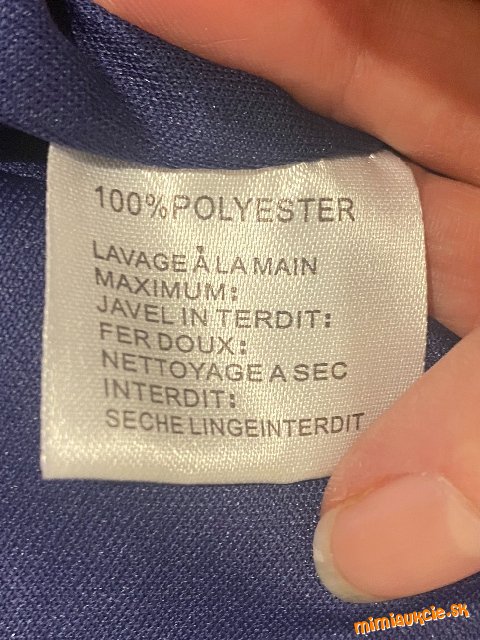 100% POLYESTER
LAVAGE À LA MAIN
MAXIMUM:
JAVEL IN TERDIT:
FER DOUX:
NETTOYAGE A SEC
INTERDIT:
SECHE LINGEINTERDIT
mimiaukcie.sk